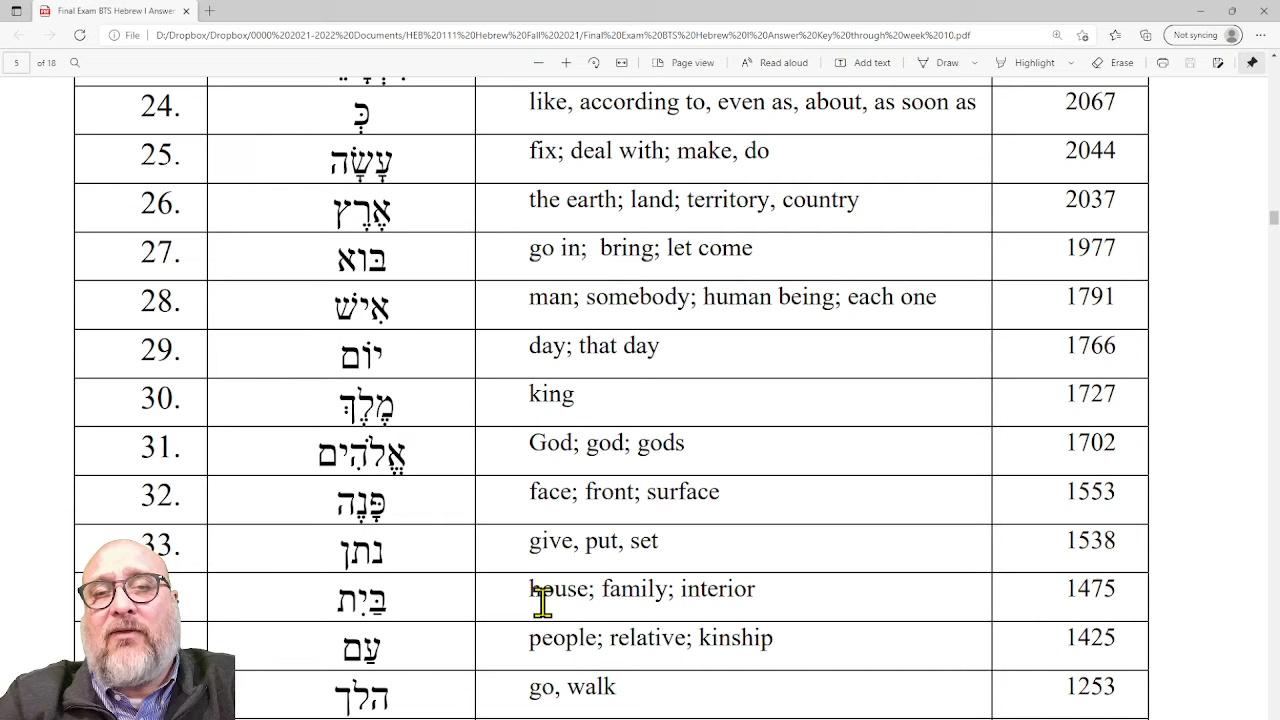 Final Exam BTS Hebrew I Answer
File D:/Dropbox/Dropbox/0000%202021-2022%20Documents/HEB%20111%20Hebrew%20Fall%202021/Final%20Exam%20BTS%20Hebrew%20I%20Answer%20Key%20through%20week%2010.pdf Not syncing
5 of 18 Page view Read aloud Add text Draw Highlight Erase
24. כְּ like, according to, even as, about, as soon as 2067
25. עָשָׂה fix; deal with; make, do 2044
26. אֶרֶץ the earth; land; territory, country 2037
27. בּוא go in; bring; let come 1977
28. אִישׁ man; somebody; human being; each one 1791
29. יוֹם day; that day 1766
30. מֶלֶךְ king 1727
31. אֱלֹהִים God; god; gods 1702
32. פָּנֶה face; front; surface 1553
33. נתן give, put, set 1538
בַּיִת house; family; interior 1475
עַם people; relative; kinship 1425
הלך go, walk 1253